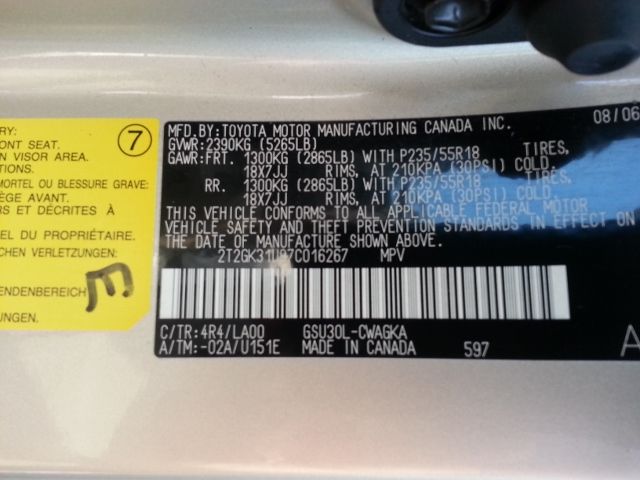 RY:
ONT SEAT.
N VISOR AREA.
TIONS.
MORTEL OU BLESSURE GRAVE:
ÈGE AVANT.
RS ET DÉCRITES À
EL DU PROPRIÉTAIRE.
CHEN VERLETZUNGEN
ENDENBEREICH
7
E
MFD.BY:TOYOTA MOTOR MANUFACTURING CANADA INC. 08/06
GVWR:2390KG (5265LB)
GAWR:FRT. 1300KG (2865LB) WITH P235/55R18 TIRES,
18X7JJ RIMS, AT 210KPA (30PSI) COLD.
RR. 1300KG (2865LB) WITH P235/55R18 TIRES,
18X7JJ RIMS, AT 210KPA (30PSI) COLD.
THIS VEHICLE CONFORMS TO ALL APPLICABLE FEDERAL MOTOR
VEHICLE SAFETY AND THEFT PREVENTION STANDARDS IN EFFECT ON
THE DATE OF MANUFACTURE SHOWN ABOVE.
2T2GK31U97C016267 MPV
C/TR:4R4/LA00 GSU30L-CWAGKA
A/TM:-02A/U151E MADE IN CANADA 597
A